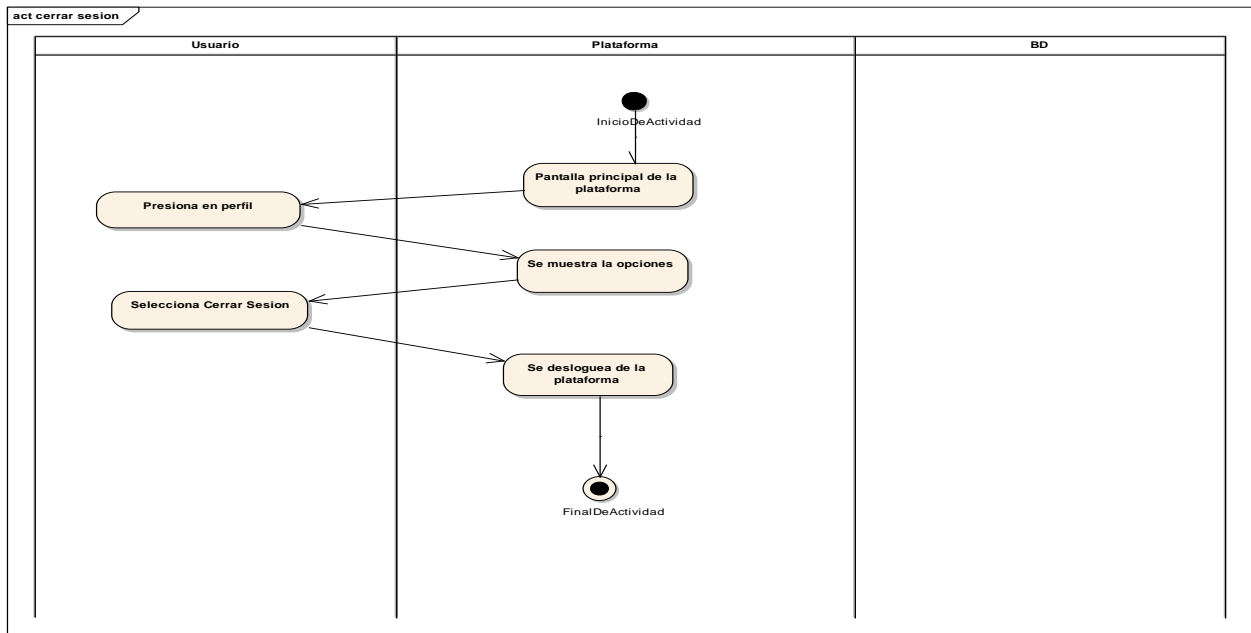 act cerrar sesion
Usuario
Plataforma
BD
InicioDeActividad
Pantalla principal de la
plataforma
Presiona en perfil
Se muestra la opciones
Selecciona Cerrar Sesion
Se desloguea de la
plataforma
FinalDeActividad